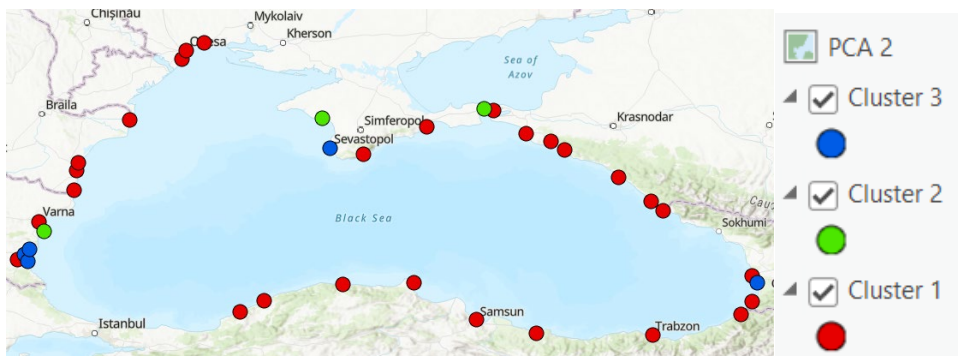 Chișinău
Mykolaiv
Odesa
Kherson
Sea of
Azov
Brăila
Simferopol
Krasnodar
Sevastopol
Varna
Black Sea
Sokhumi
Istanbul
Samsun
Trabzon
PCA 2
Cluster 3
Cluster 2
Cluster 1